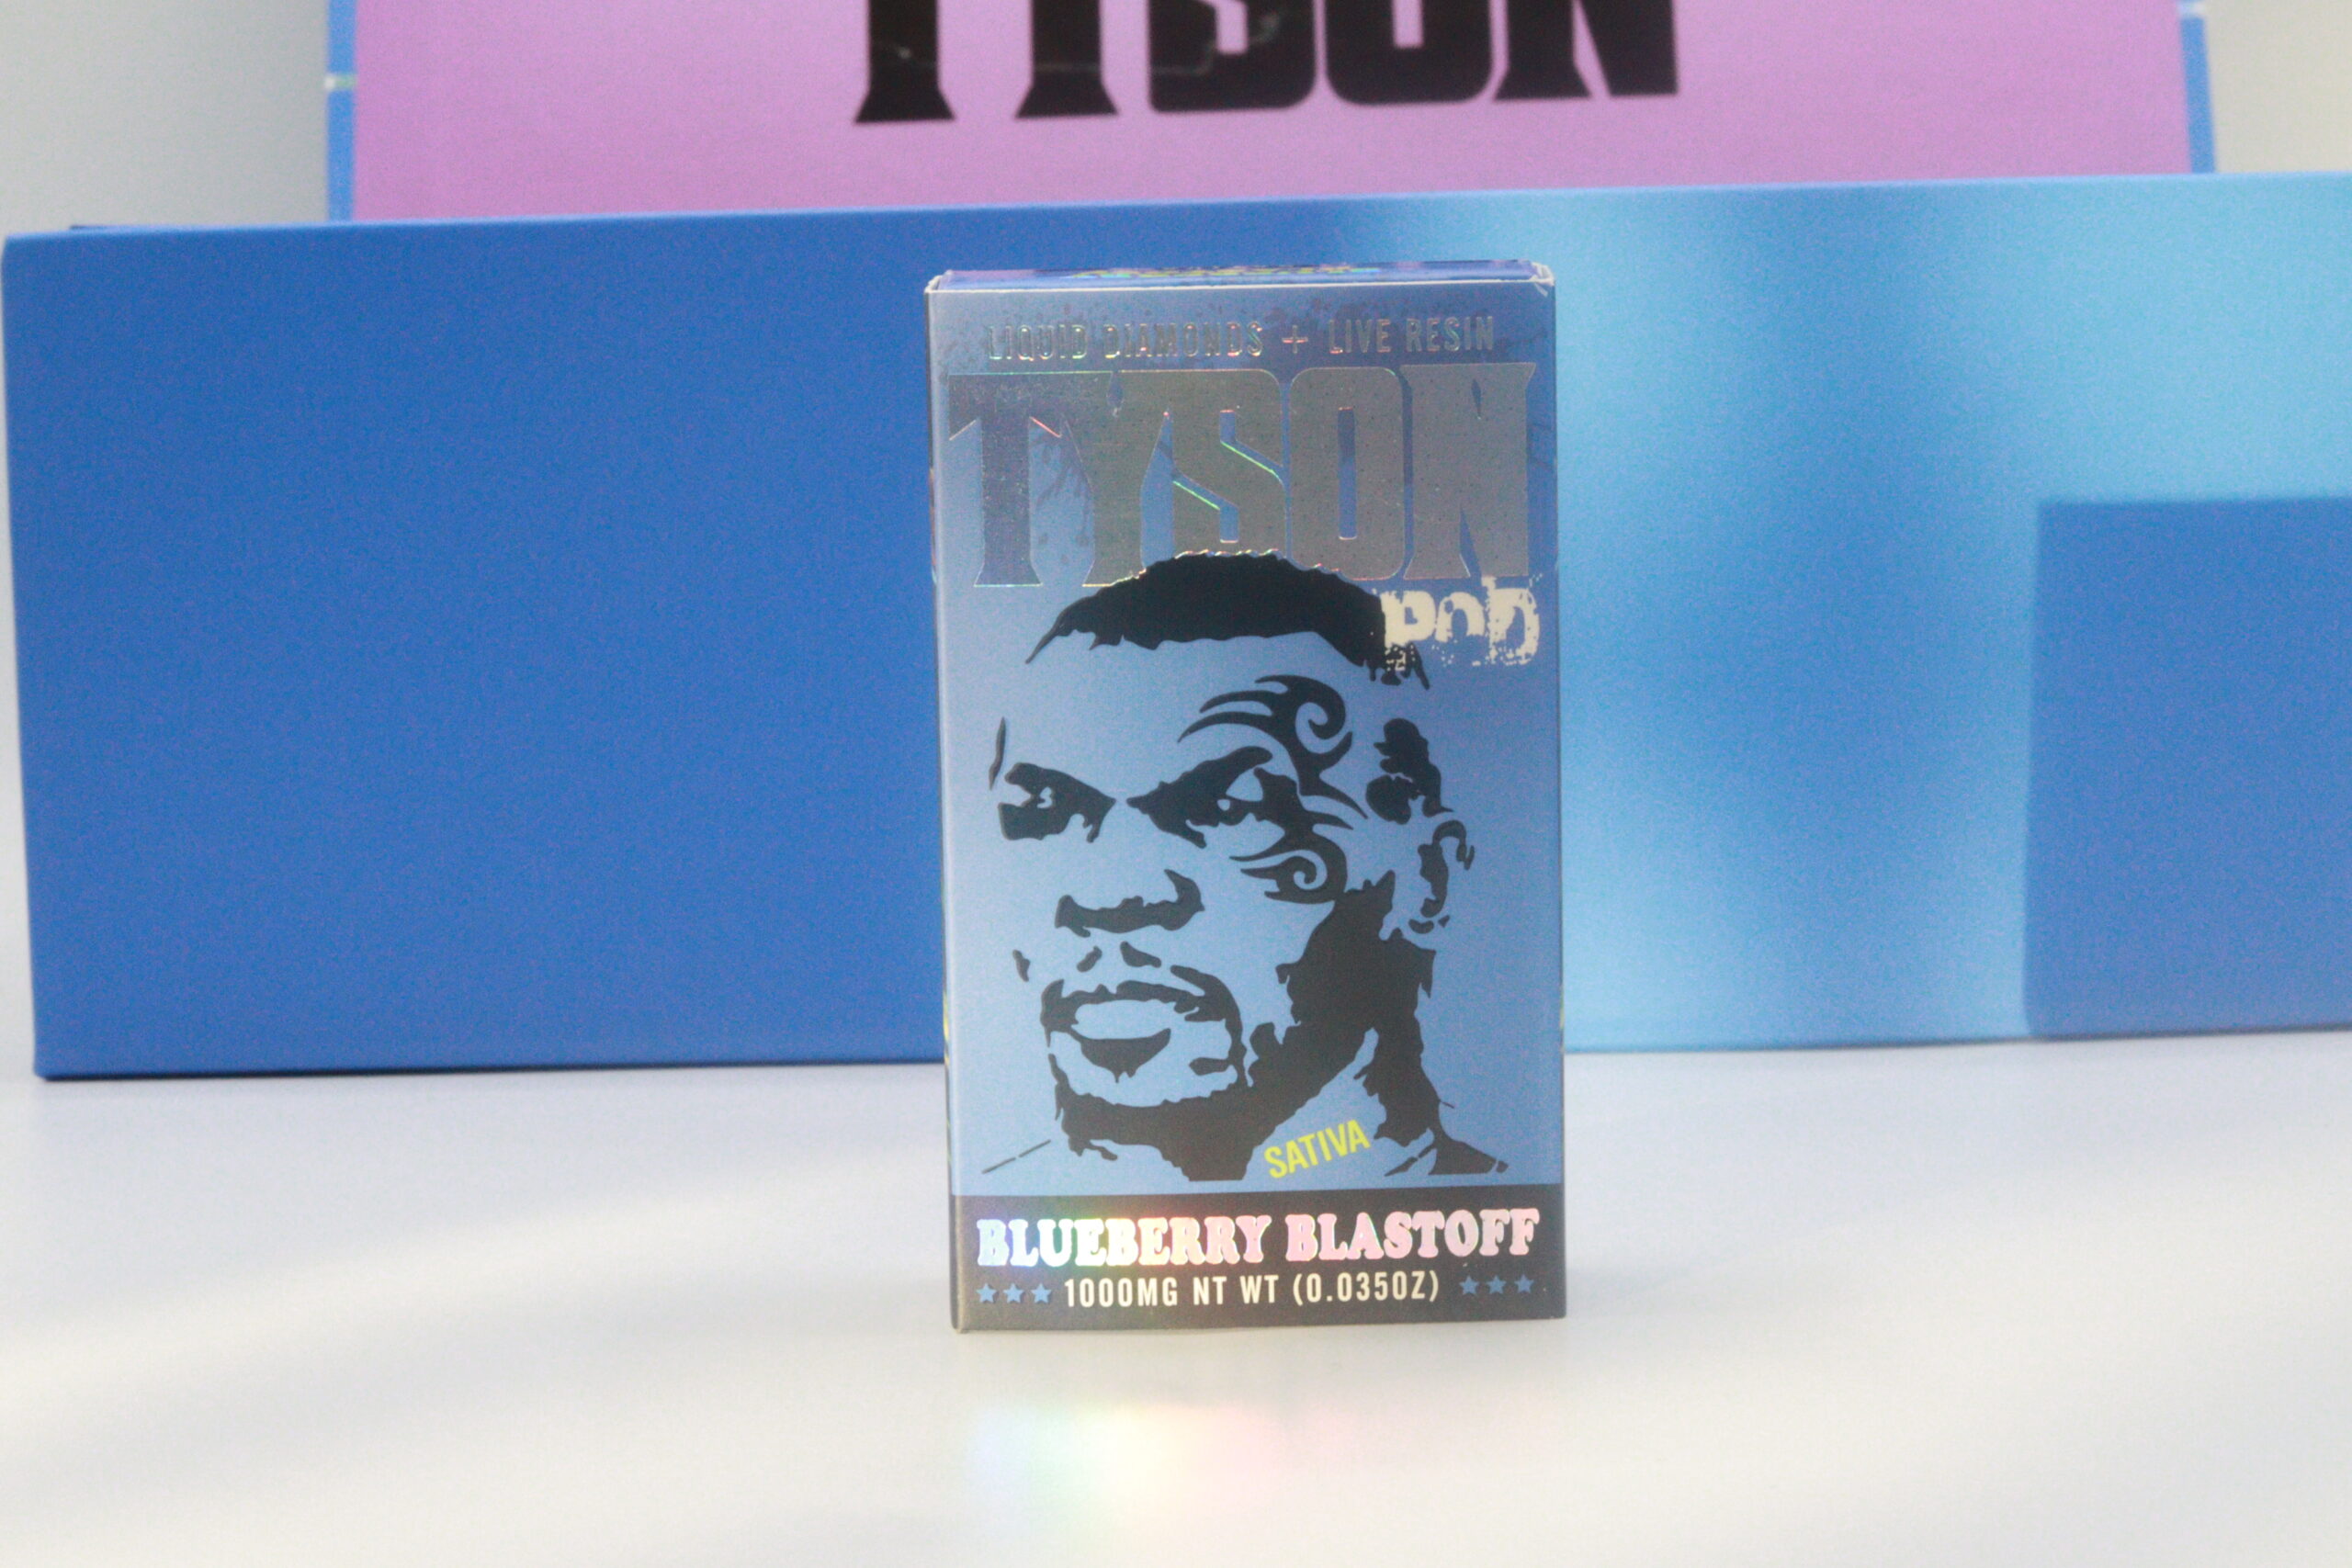 TYSON
LIQUID DIAMONDS + LIVE RESIN
TYSON
POD
SATIVA
BLUEBERRY BLASTOFF
1000MG NT WT (0.035OZ)